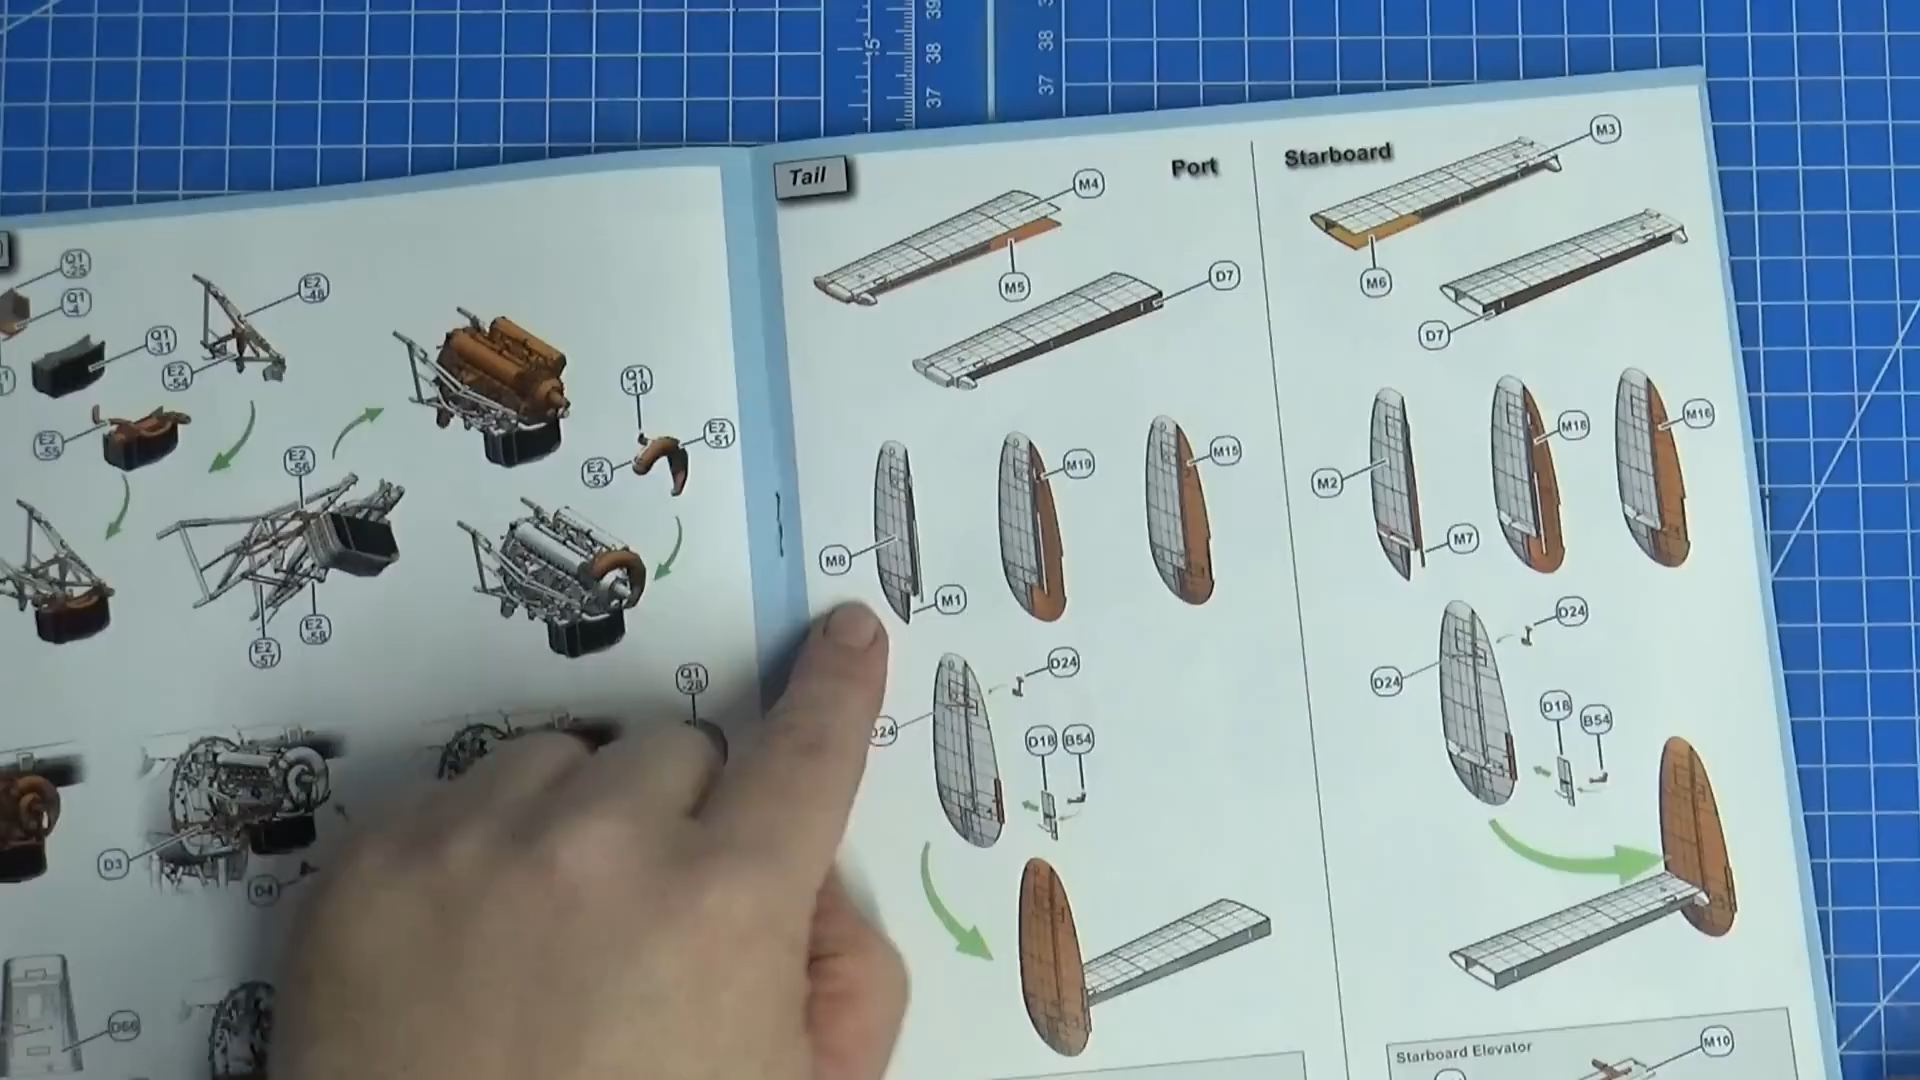 39
38
37
15
38
37
Q1
-25
Q1
-4
Q1
-31
E2
-48
E2
-54
E2
-55
E2
-56
E2
-57
E2
-58
Q1
-10
E2
-51
E2
-53
Q1
-28
D3
D4
D66
Tail
Port
M4
M5
D7
M8
M1
M19
M15
D24
D24
D18
B54
Starboard
M3
M6
D7
M2
M7
M18
M16
D24
D24
D18
B54
Starboard Elevator
M10